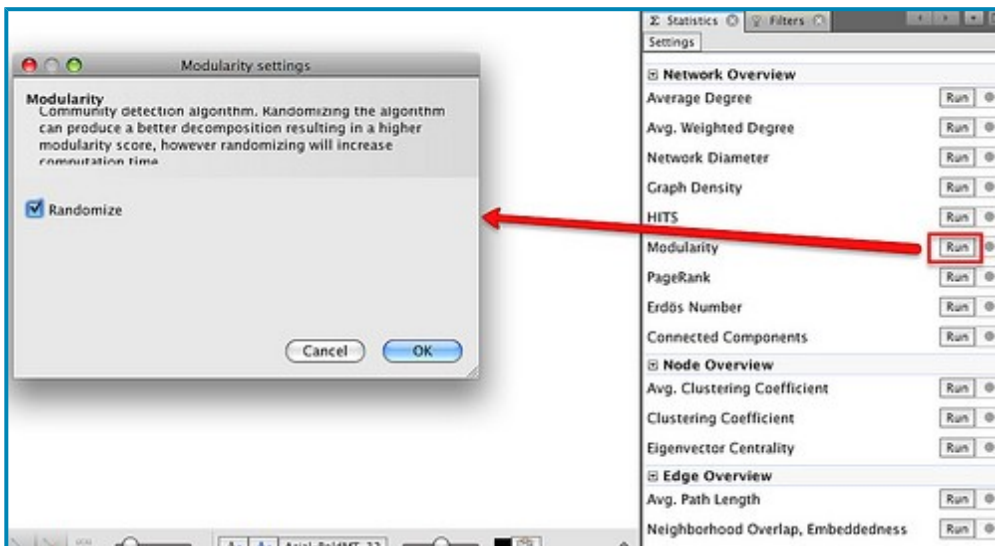 Modularity settings
Modularity
Community detection algorithm. Randomizing the algorithm
can produce a better decomposition resulting in a higher
modularity score, however randomizing will increase
computation time
Randomize
Cancel
OK
Statistics
Filters
Settings
Network Overview
Average Degree Run
Avg. Weighted Degree Run
Network Diameter Run
Graph Density Run
HITS Run
Modularity Run
PageRank Run
Erdös Number Run
Connected Components Run
Node Overview
Avg. Clustering Coefficient Run
Clustering Coefficient Run
Eigenvector Centrality Run
Edge Overview
Avg. Path Length Run
Neighborhood Overlap, Embeddedness Run